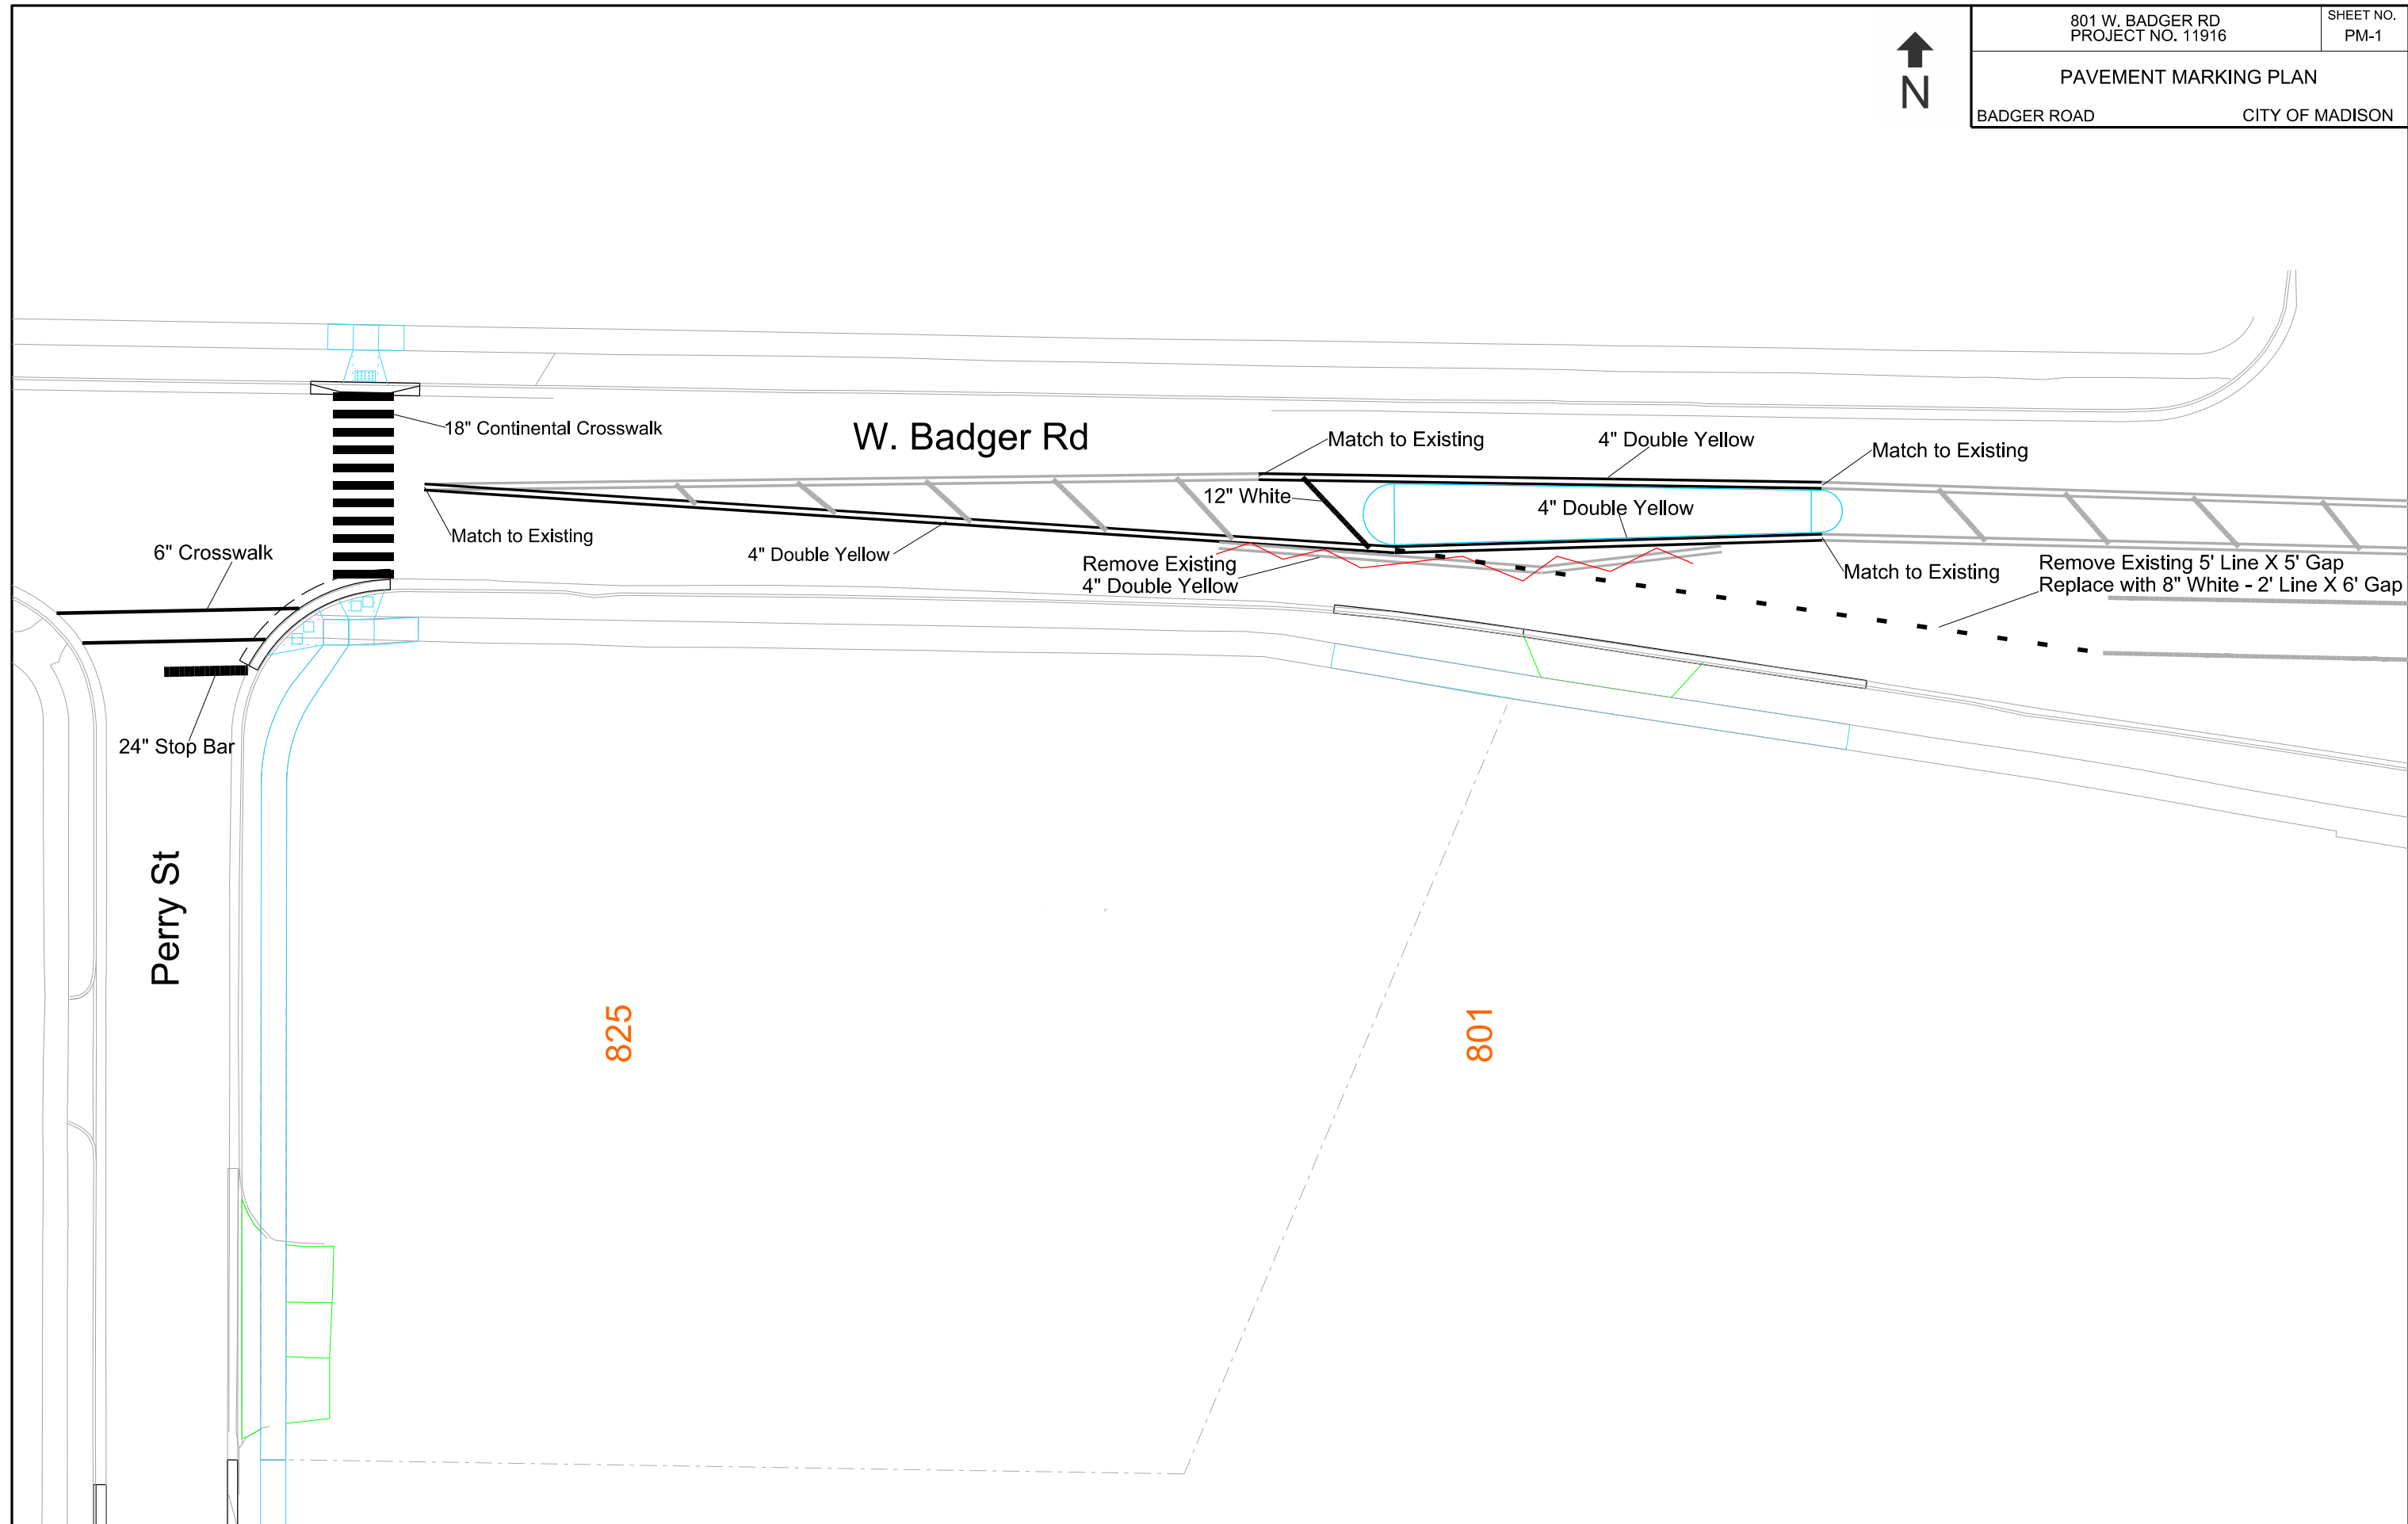 801 W. BADGER RD
PROJECT NO. 11916
SHEET NO.
PM-1
PAVEMENT MARKING PLAN
BADGER ROAD
CITY OF MADISON
N
18" Continental Crosswalk
W. Badger Rd
Match to Existing
4" Double Yellow
Match to Existing
12" White
4" Double Yellow
Match to Existing
4" Double Yellow
6" Crosswalk
Remove Existing
4" Double Yellow
Match to Existing
Remove Existing 5' Line X 5' Gap
Replace with 8" White - 2' Line X 6' Gap
24" Stop Bar
Perry St
825
801